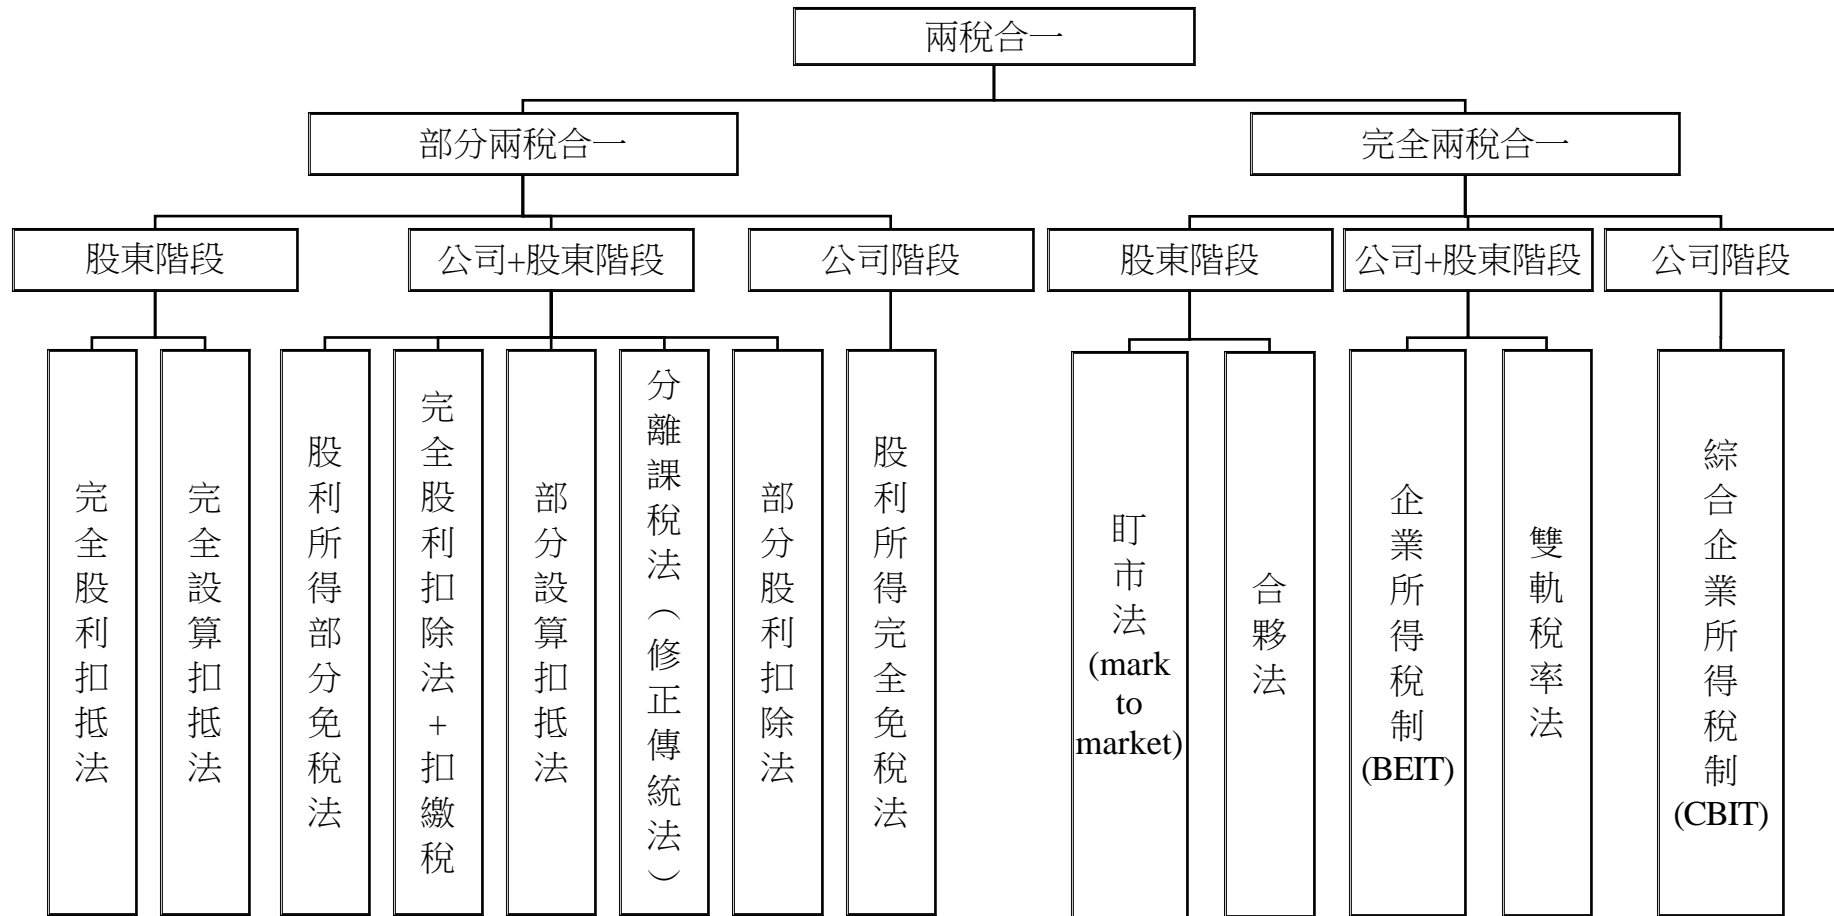 兩稅合一
部分兩稅合一
完全兩稅合一
股東階段
公司+股東階段
公司階段
股東階段
公司+股東階段
公司階段
完全股利扣抵法
完全設算扣抵法
股利所得部分免稅法
完全股利扣除法+扣繳稅
部分設算扣抵法
分離課稅法（修正傳統法）
部分股利扣除法
股利所得完全免稅法
盯市法
(mark
to
market)
合夥法
企業所得稅制
(BEIT)
雙軌稅率法
綜合企業所得稅制
(CBIT)